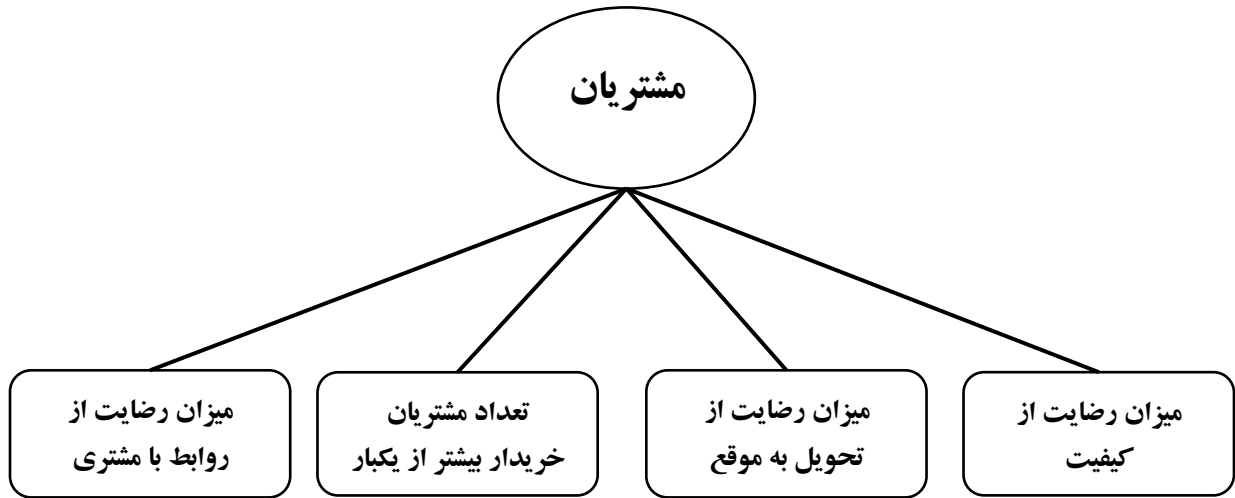 مشتریان
میزان رضایت از
کیفیت
میزان رضایت از
تحویل به موقع
تعداد مشتریان
خریدار بیشتر از یکبار
میزان رضایت از
روابط با مشتری